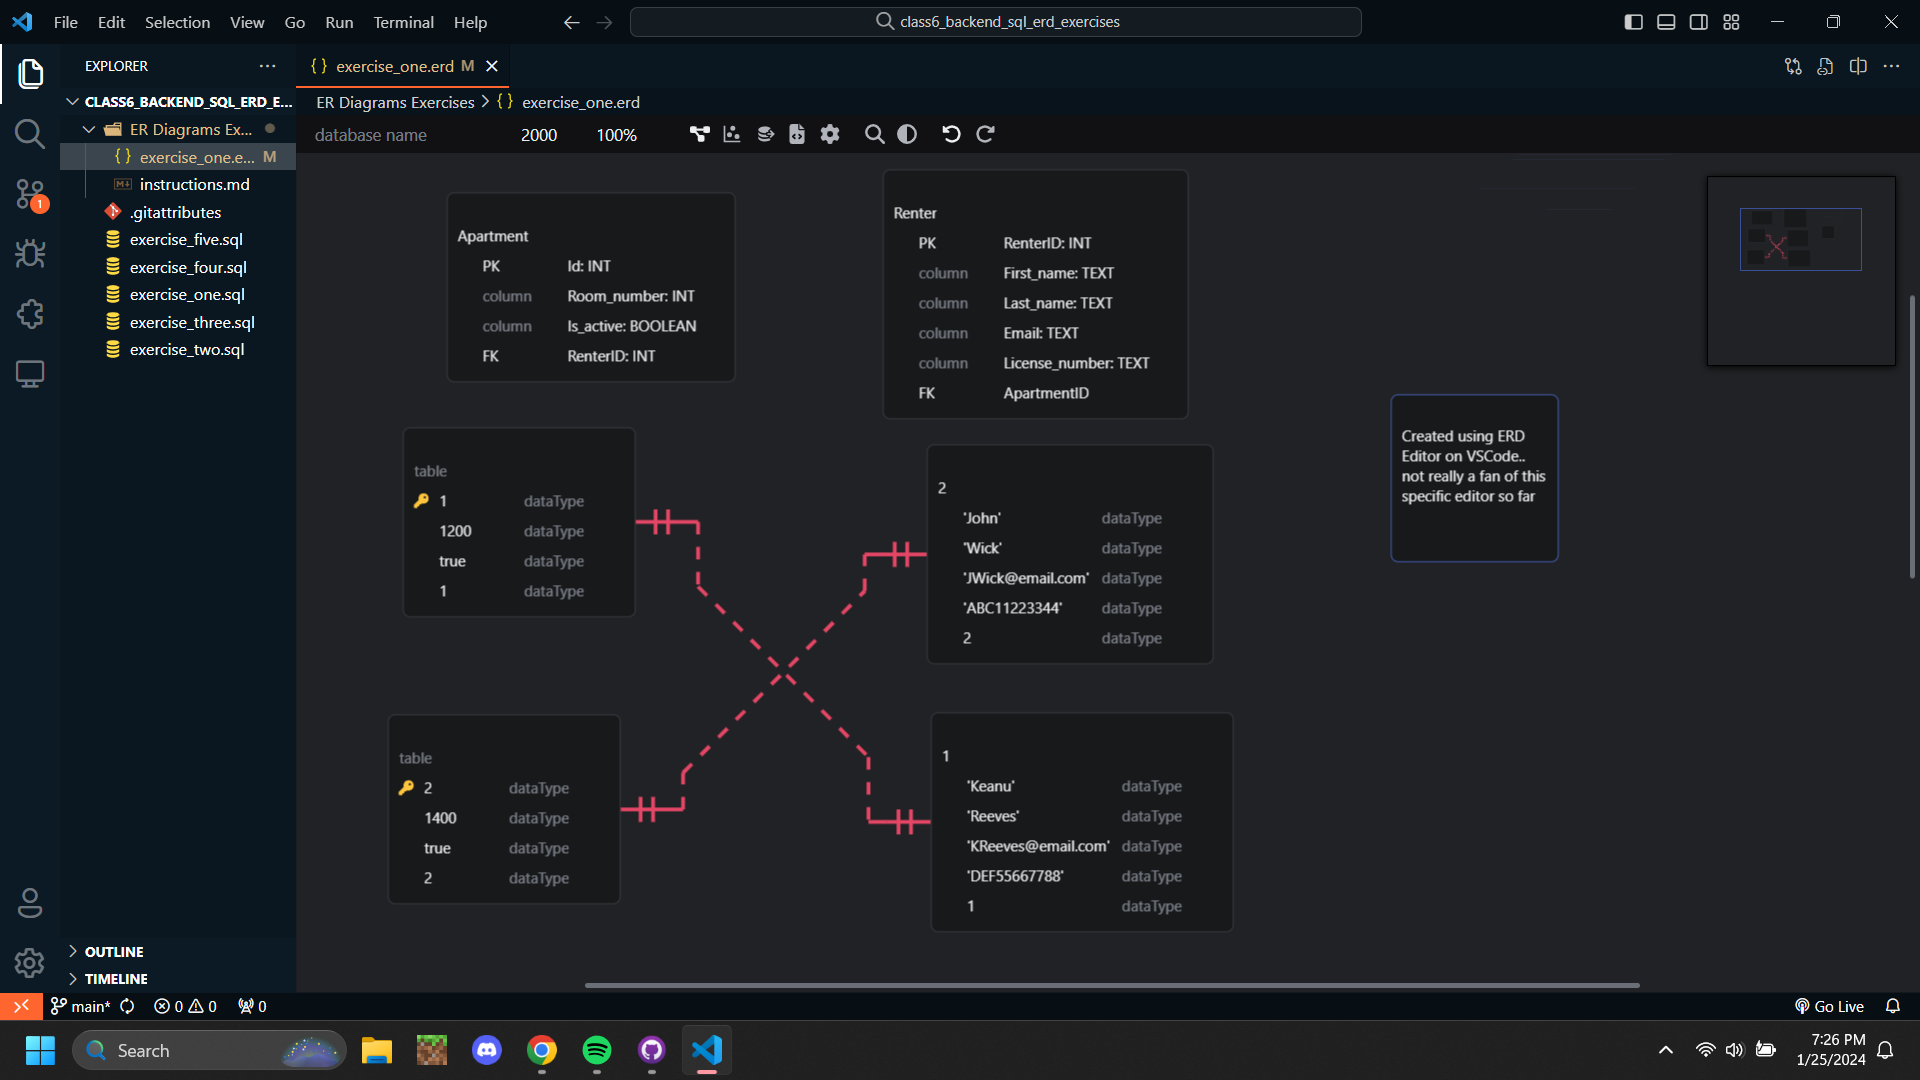 File Edit Selection View Go Run Terminal Help
class6_backend_sql_erd_exercises
EXPLORER
CLASS6_BACKEND_SQL_ERD_E...
ER Diagrams Ex...
exercise_one.e... M
instructions.md
.gitattributes
exercise_five.sql
exercise_four.sql
exercise_one.sql
exercise_three.sql
exercise_two.sql
OUTLINE
TIMELINE
1
{} exercise_one.erd M
ER Diagrams Exercises > {} exercise_one.erd
database name 2000 100%
Apartment
PK Id: INT
column Room_number: INT
column Is_active: BOOLEAN
FK RenterID: INT
Renter
PK RenterID: INT
column First_name: TEXT
column Last_name: TEXT
column Email: TEXT
column License_number: TEXT
FK ApartmentID
table
1 dataType
1200 dataType
true dataType
1 dataType
2
'John' dataType
'Wick' dataType
'JWick@email.com' dataType
'ABC11223344' dataType
2 dataType
Created using ERD
Editor on VSCode..
not really a fan of this
specific editor so far
table
2 dataType
1400 dataType
true dataType
2 dataType
1
'Keanu' dataType
'Reeves' dataType
'KReeves@email.com' dataType
'DEF55667788' dataType
1 dataType
main* 0 0 0
Go Live
Search
7:26 PM
1/25/2024